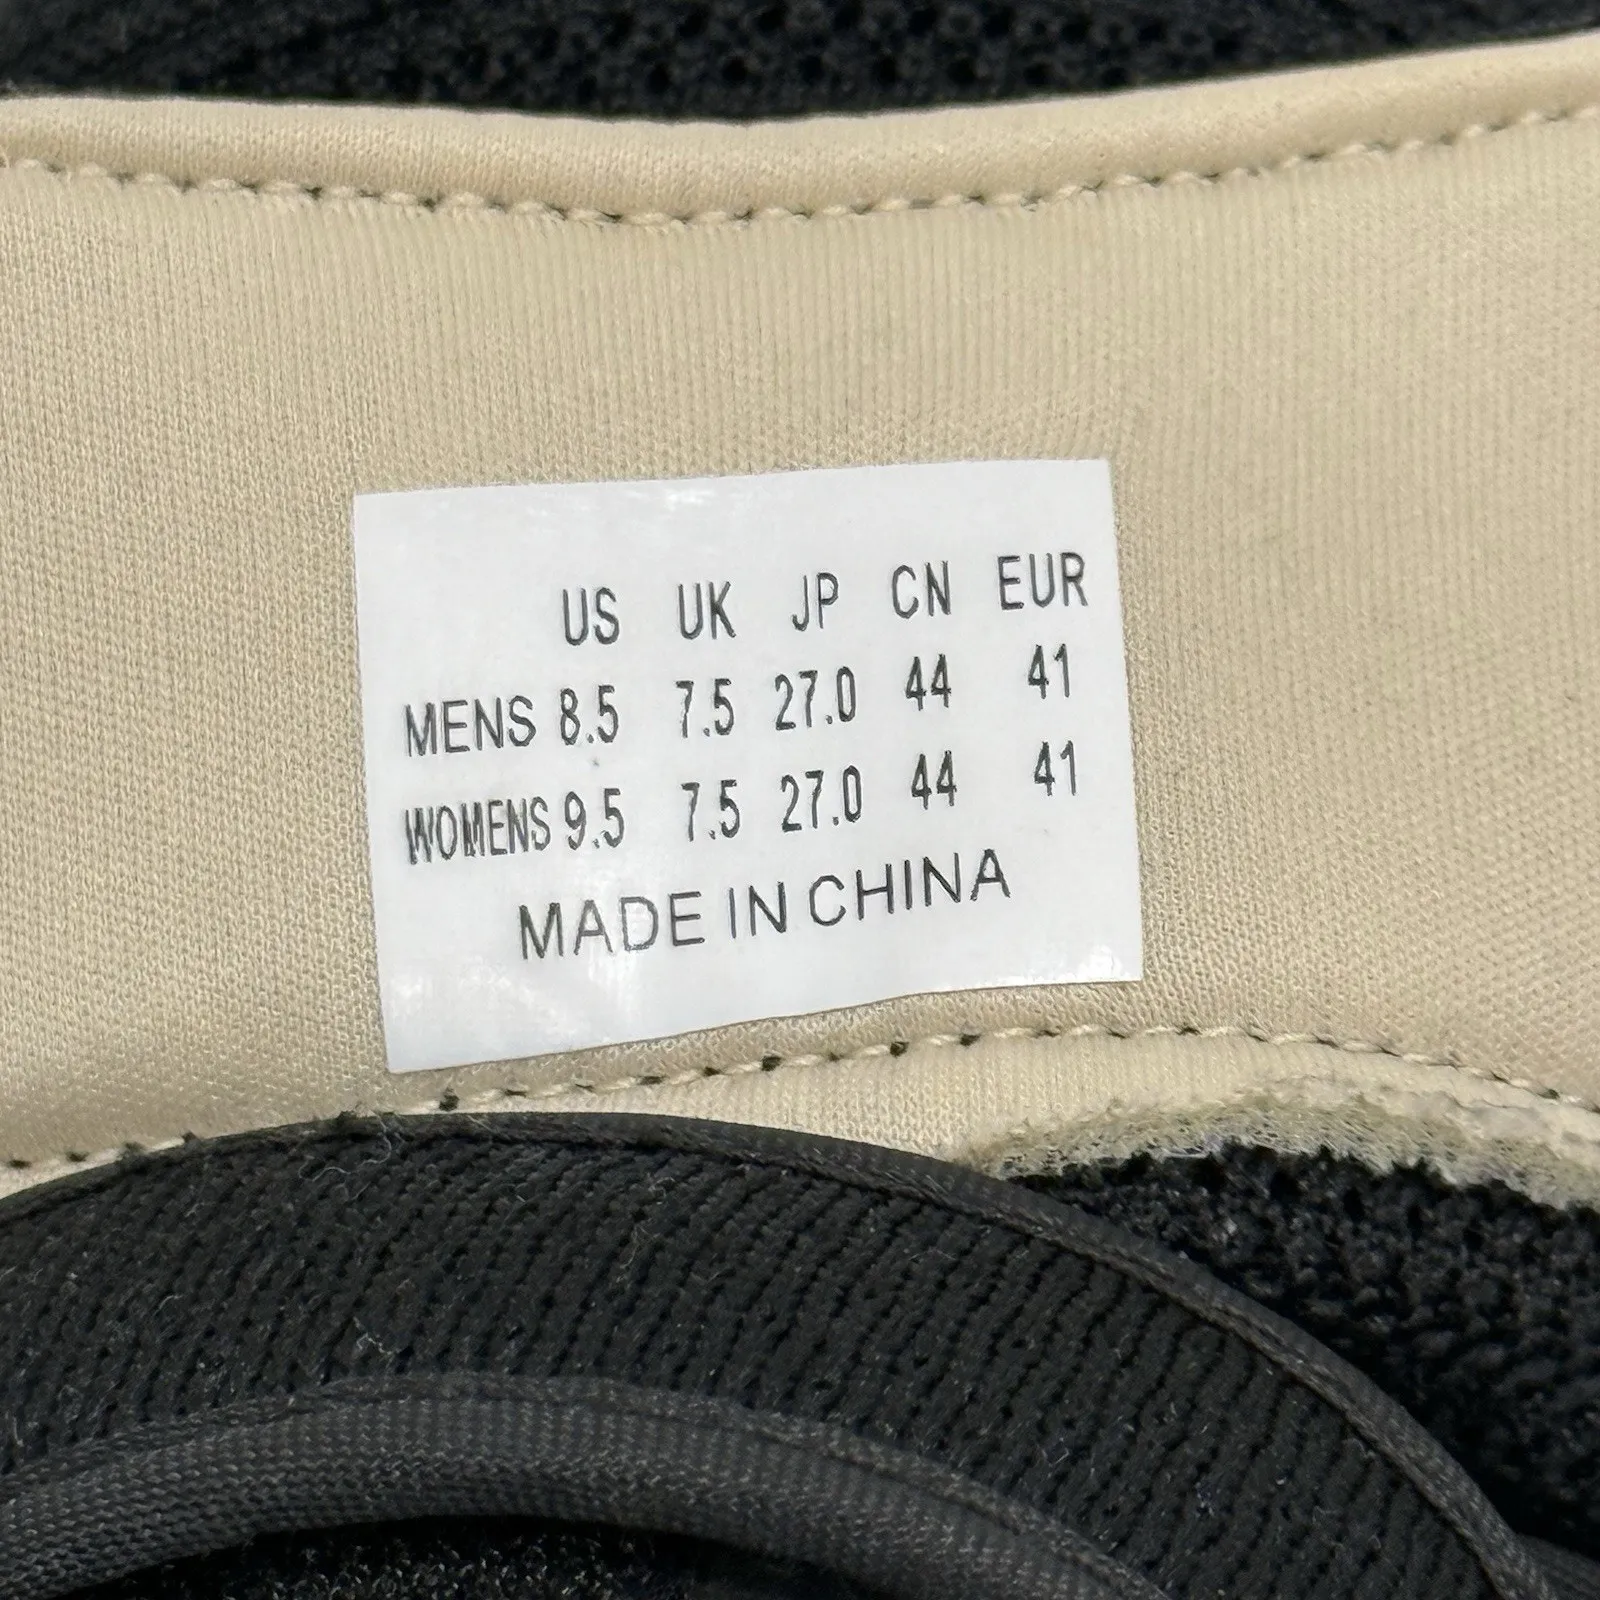 US UK JP CN EUR
MENS 8.5 7.5 27.0 44 41
WOMENS 9.5 7.5 27.0 44 41
MADE IN CHINA